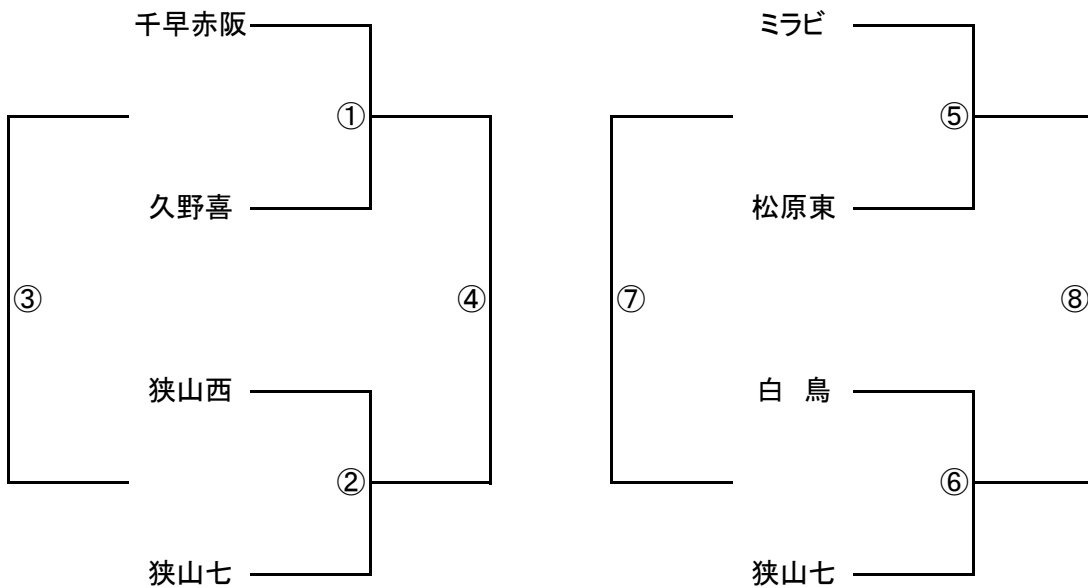 千早赤阪 ミラビ
① ⑤
久野喜 松原東
③ ④ ⑦ ⑧
狭山西 白 鳥
② ⑥
狭山七 狭山七